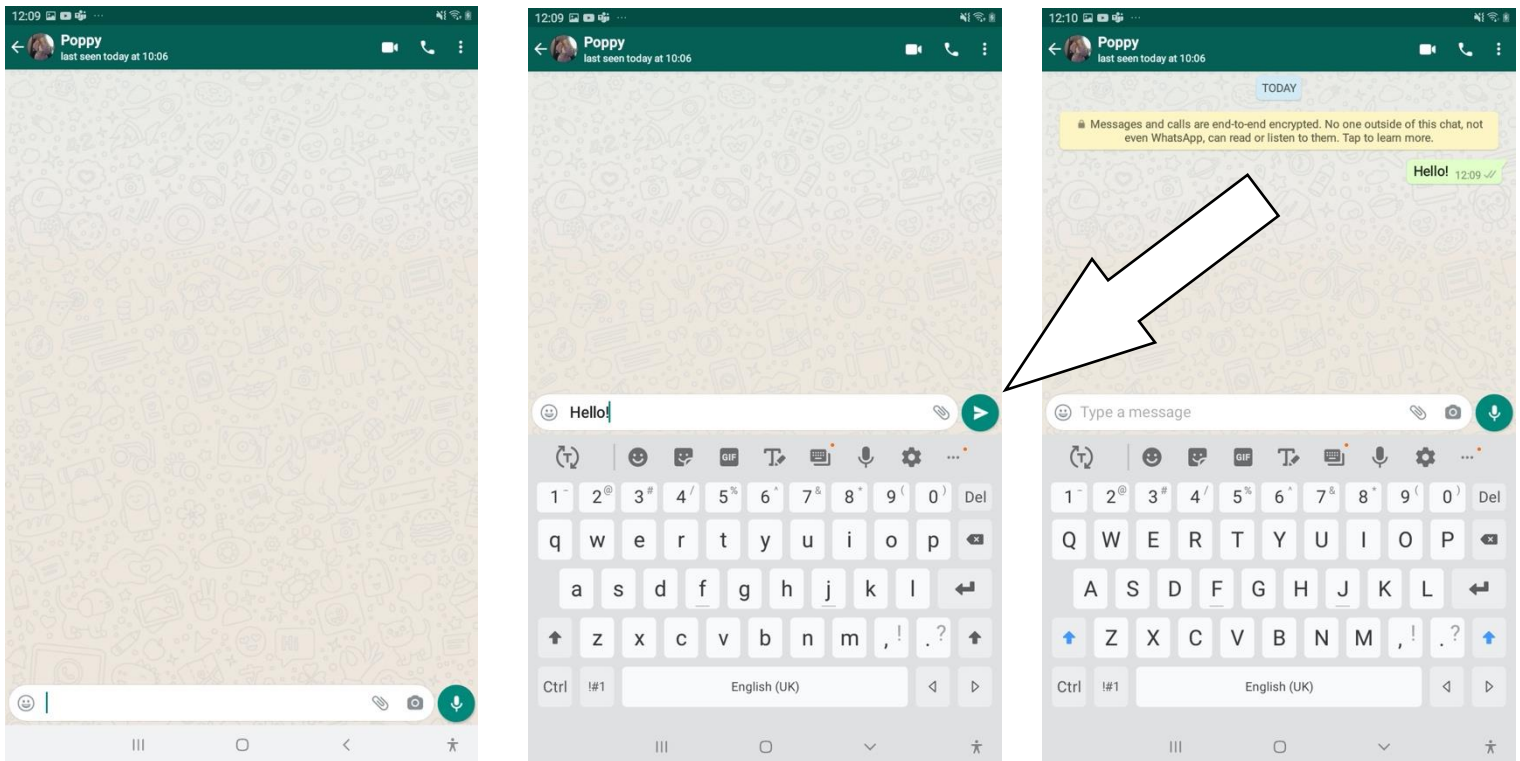 12:09
Poppy
last seen today at 10:06
12:09
Poppy
last seen today at 10:06
Hello!
GIF
1 - 2 @ 3 # 4 / 5 % 6 ^ 7 & 8 * 9 ( 0 ) Del
q w e r t y u i o p
a s d f g h j k l
z x c v b n m , ! . ?
Ctrl !#1 English (UK)
12:10
Poppy
last seen today at 10:06
TODAY
Messages and calls are end-to-end encrypted. No one outside of this chat, not
even WhatsApp, can read or listen to them. Tap to learn more.
Hello! 12:09
Type a message
GIF
1 - 2 @ 3 # 4 / 5 % 6 ^ 7 & 8 * 9 ( 0 ) Del
Q W E R T Y U I O P
A S D F G H J K L
Z X C V B N M , ! . ?
Ctrl !#1 English (UK)